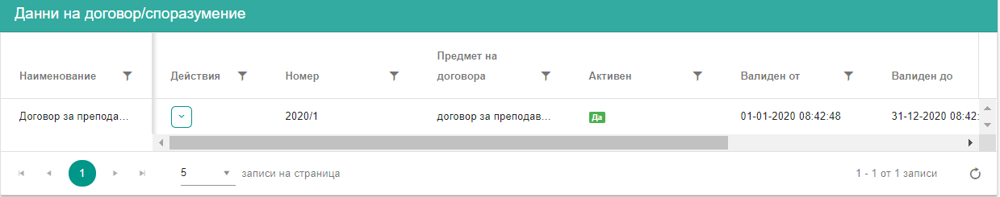 Данни на договор/споразумение
Наименование Действия Номер Предмет на договора Активен Валиден от Валиден до
Договор за препода... 2020/1 договор за преподав... Да 01-01-2020 08:42:48 31-12-2020 08:42:
1 5 записи на страница 1 - 1 от 1 записи